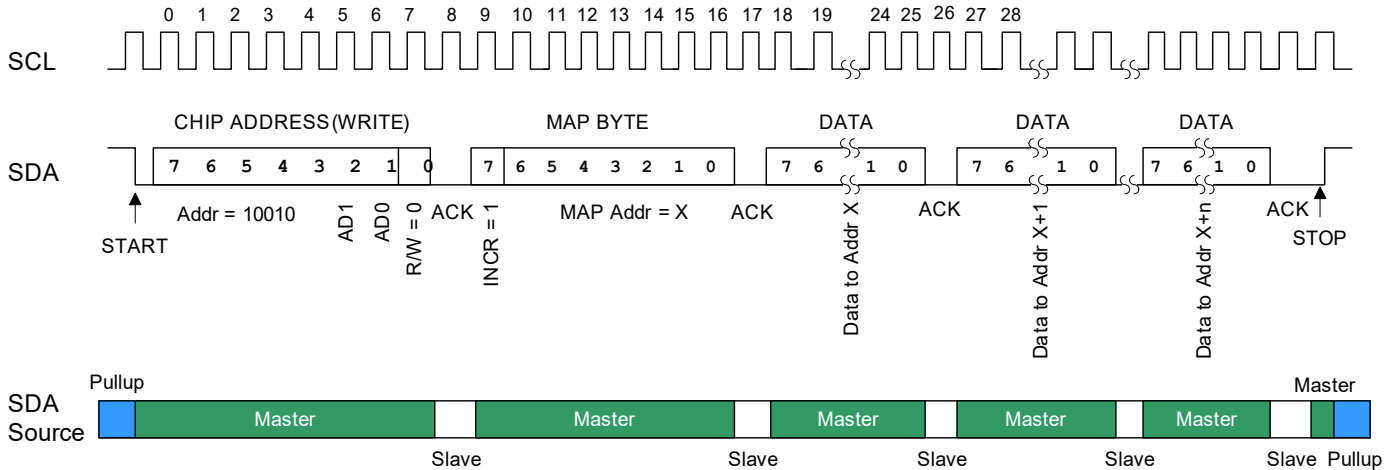 0 1 2 3 4 5 6 7 8 9 10 11 12 13 14 15 16 17 18 19 24 25 26 27 28
SCL
CHIP ADDRESS (WRITE) MAP BYTE DATA DATA DATA
SDA 7 6 5 4 3 2 1 0 7 6 5 4 3 2 1 0 7 6 1 0 7 6 1 0 7 6 1 0
Addr = 10010 AD1 AD0 R/W = 0 ACK INCR = 1 MAP Addr = X ACK Data to Addr X ACK Data to Addr X+1 Data to Addr X+n ACK
START STOP
Pullup Master
SDA Source Master Master Master Master Master
Slave Slave Slave Slave Slave Pullup